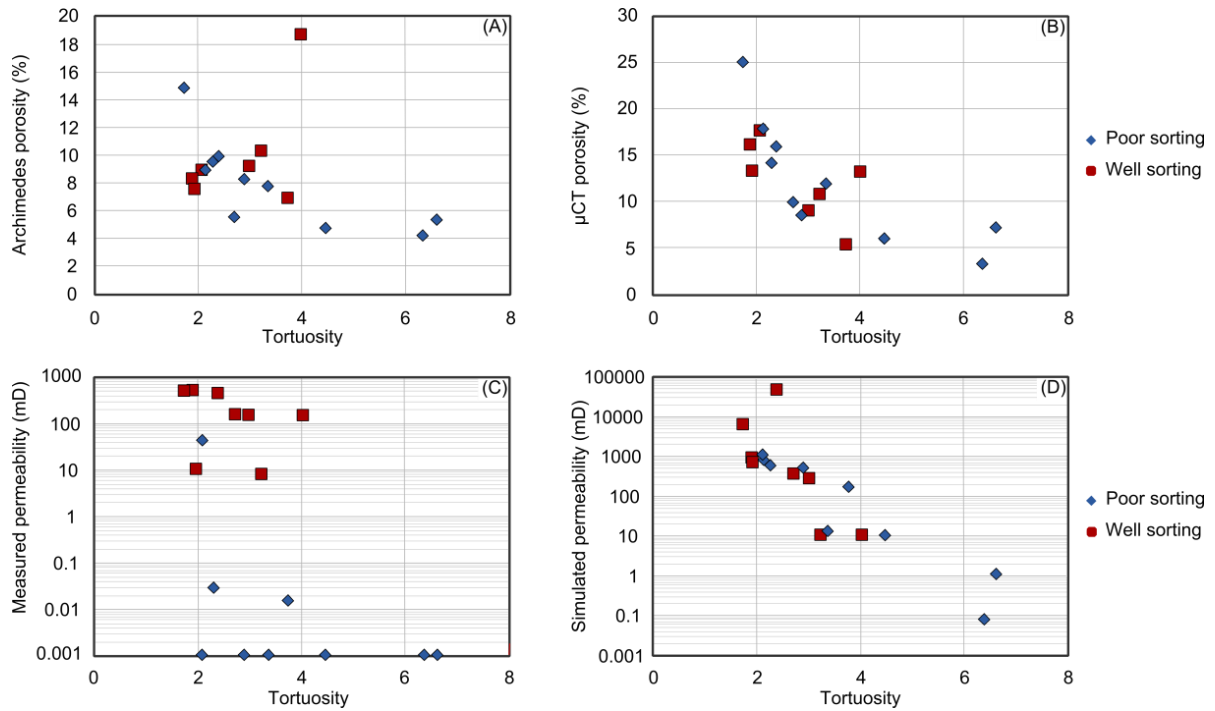 (A)
Archimedes porosity (%)
20
18
16
14
12
10
8
6
4
2
0
0 2 4 6 8
Tortuosity
(B)
µCT porosity (%)
30
25
20
15
10
5
0
0 2 4 6 8
Tortuosity
Poor sorting
Well sorting
(C)
Measured permeability (mD)
1000
100
10
1
0.1
0.01
0.001
0 2 4 6 8
Tortuosity
(D)
Simulated permeability (mD)
100000
10000
1000
100
10
1
0.1
0.001
0 2 4 6 8
Tortuosity
Poor sorting
Well sorting